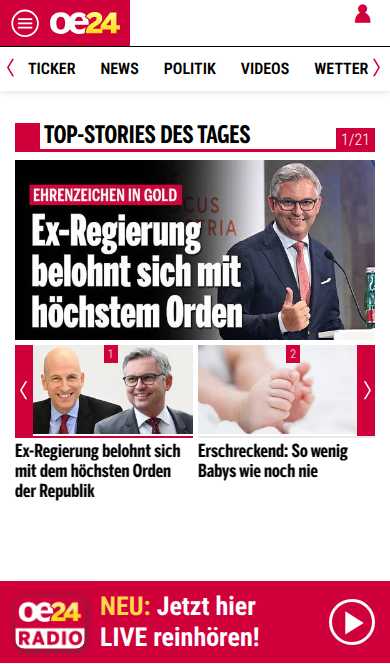 oe24
TICKER NEWS POLITIK VIDEOS WETTER
TOP-STORIES DES TAGES
1/21
EHRENZEICHEN IN GOLD
Ex-Regierung
belohnt sich mit
höchstem Orden
1
2
Ex-Regierung belohnt sich
mit dem höchsten Orden
der Republik
Erschreckend: So wenig
Babys wie noch nie
oe24
RADIO
NEU: Jetzt hier
LIVE reinhören!